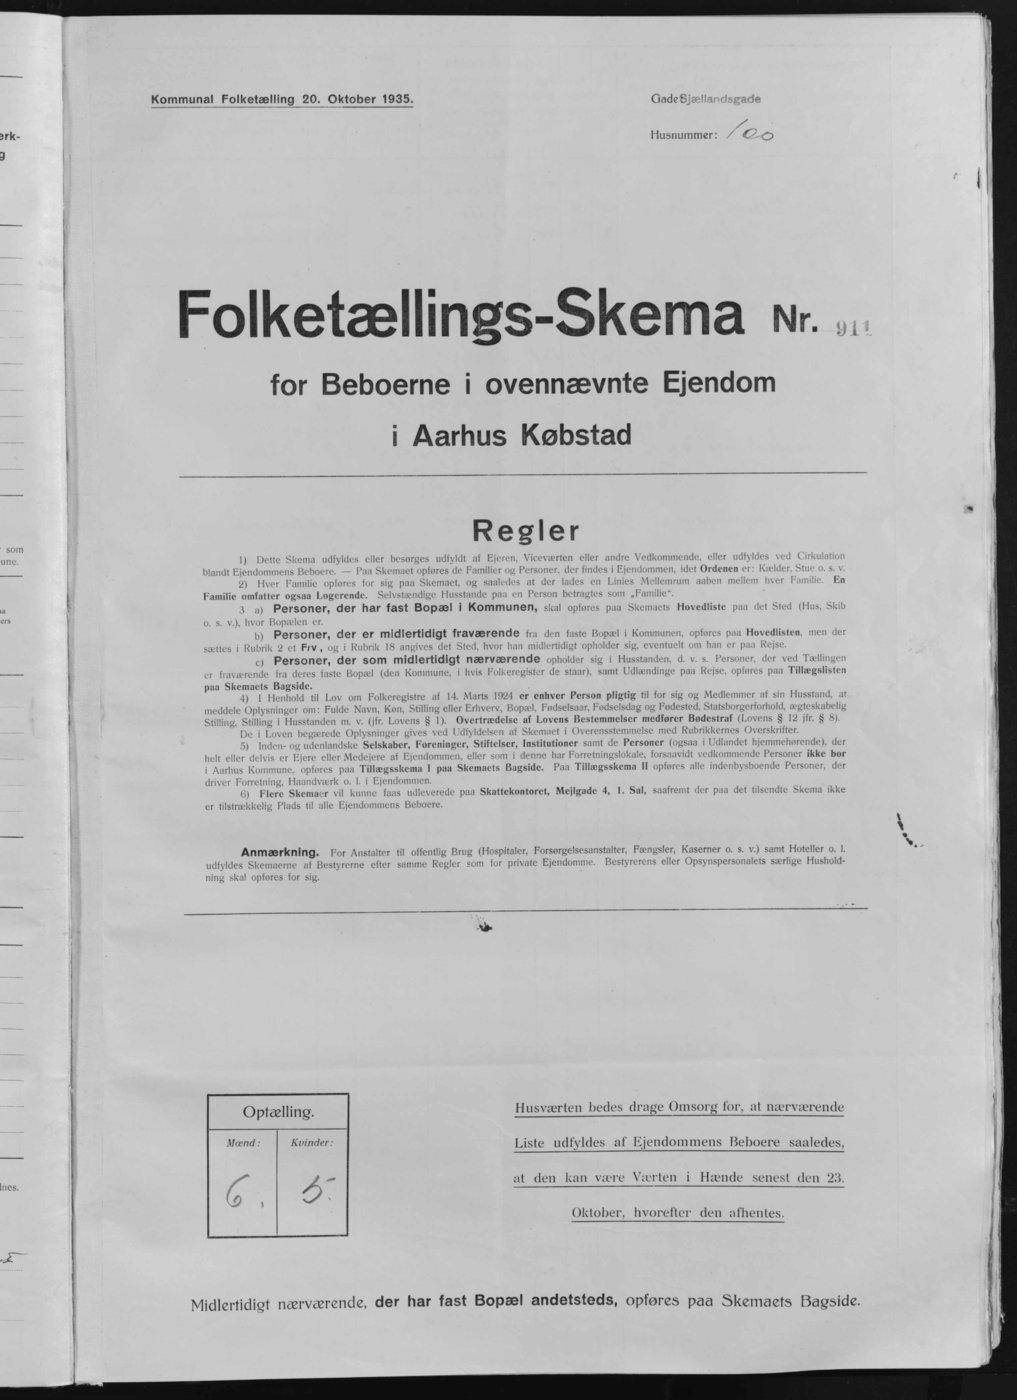 Kommunal Folketælling 20. Oktober 1935.
Gade Sjællandsgade
Husnummer: 100
Folketællings-Skema Nr. 911
for Beboerne i ovennævnte Ejendom
i Aarhus Købstad
Regler
1) Dette Skema udfyldes eller besørges udfyldt af Ejeren, Viceværten eller andre Vedkommende, eller udfyldes ved Cirkulation
blandt Ejendommens Beboere. — Paa Skemaet opføres de Familier og Personer, der findes i Ejendommen, idet Ordenen er: Kælder, Stue o. s. v.
2) Hver Familie opføres for sig paa Skemaet, og saaledes at der lades en Linies Mellemrum aaben mellem hver Familie. En
Familie omfatter ogsaa Logerende. Selvstændige Husstande paa en Person betragtes som „Familie“.
3 a) Personer, der har fast Bopæl i Kommunen, skal opføres paa Skemaets Hovedliste paa det Sted (Hus, Skib
o. s. v.), hvor Bopælen er.
b) Personer, der er midlertidigt fraværende fra den faste Bopæl i Kommunen, opføres paa Hovedlisten, men der
sættes i Rubrik 2 et Frv, og i Rubrik 18 angives det Sted, hvor han midlertidigt opholder sig, eventuelt om han er paa Rejse.
c) Personer, der som midlertidigt nærværende opholder sig i Husstanden, d. v. s. Personer, der ved Tællingen
er fraværende fra deres faste Bopæl (den Kommune, i hvis Folkeregister de staar), samt Udlændinge paa Rejse, opføres paa Tillægslisten
paa Skemaets Bagside.
4) I Henhold til Lov om Folkeregistre af 14. Marts 1924 er enhver Person pligtig til for sig og Medlemmer af sin Husstand, at
meddele Oplysninger om: Fulde Navn, Køn, Stilling eller Erhverv, Bopæl, Fødselsaar, Fødselsdag og Fødested, Statsborgerforhold, ægteskabelig
Stilling, Stilling i Husstanden m. v. (jfr. Lovens § 1). Overtrædelse af Lovens Bestemmelser medfører Bødestraf (Lovens § 12 jfr. § 8).
De i Loven begærede Oplysninger gives ved Udfyldelsen af Skemaet i Overensstemmelse med Rubrikkernes Overskrifter.
5) Inden- og udenlandske Selskaber, Foreninger, Stiftelser, Institutioner samt de Personer (ogsaa i Udlandet hjemmehørende), der
helt eller delvis er Ejere eller Medejere af Ejendommen, eller som i denne har Forretningslokale, forsaavidt vedkommende Personer ikke bor
i Aarhus Kommune, opføres paa Tillægsskema I paa Skemaets Bagside. Paa Tillægsskema II opføres alle indenbysboende Personer, der
driver Forretning, Haandværk o. l. i Ejendommen.
6) Flere Skemaer vil kunne faas udleverede paa Skattekontoret, Mejlgade 4, 1. Sal, saafremt der paa det tilsendte Skema ikke
er tilstrækkelig Plads til alle Ejendommens Beboere.
Anmærkning. For Anstalter til offentlig Brug (Hospitaler, Forsørgelsesanstalter, Fængsler, Kaserner o. s. v.) samt Hoteller o. l.
udfyldes Skemaerne af Bestyrerne efter samme Regler som for private Ejendomme. Bestyrerens eller Opsynspersonalets særlige Hushold-
ning skal opføres for sig.
Optælling.
Mænd: Kvinder:
6. 5.
Husværten bedes drage Omsorg for, at nærværende
Liste udfyldes af Ejendommens Beboere saaledes,
at den kan være Værten i Hænde senest den 23.
Oktober, hvorefter den afhentes.
Midlertidigt nærværende, der har fast Bopæl andetsteds, opføres paa Skemaets Bagside.